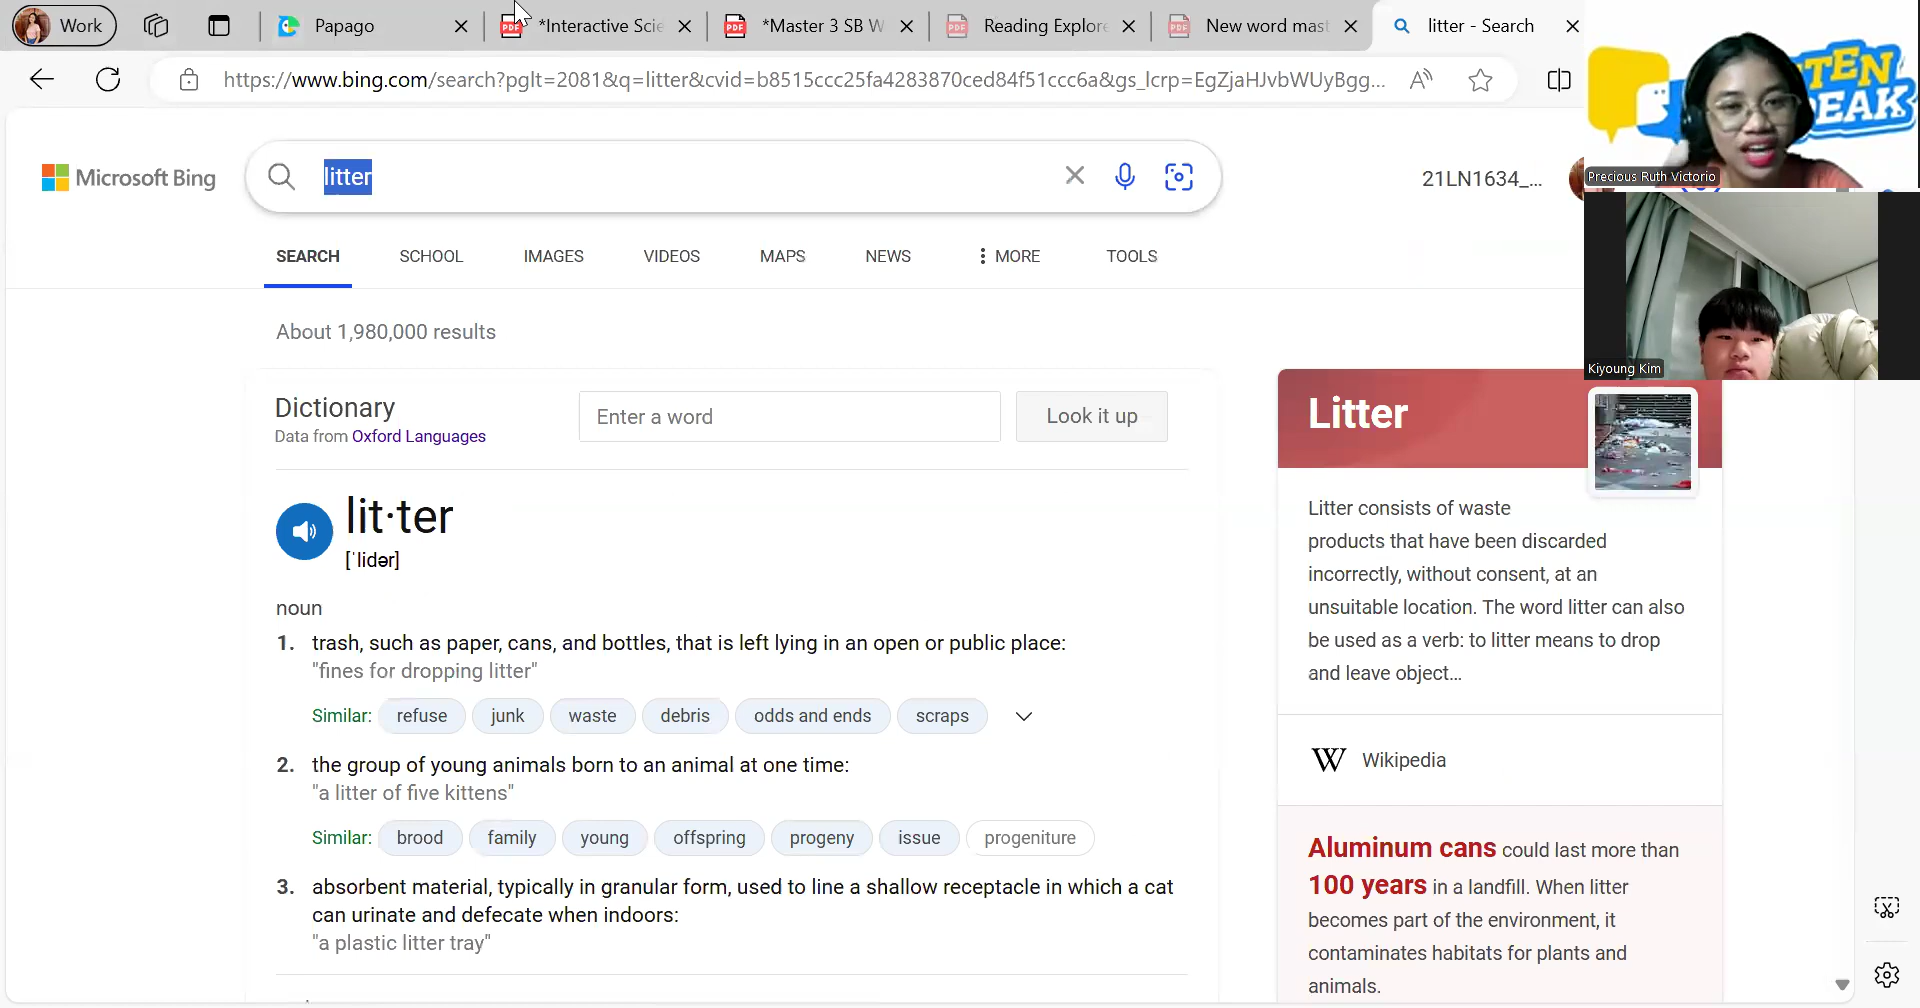 Work
Papago
*Interactive Scie
*Master 3 SB W
Reading Explore
New word mast
litter - Search
https://www.bing.com/search?pglt=2081&q=litter&cvid=b8515ccc25fa4283870ced84f51ccc6a&gs_lcrp=EgZjaHJvbWUyBgg...
TEN
EAK
Precious Ruth Victorio
Kiyoung Kim
Microsoft Bing
litter
21LN1634_...
SEARCH SCHOOL IMAGES VIDEOS MAPS NEWS MORE TOOLS
About 1,980,000 results
Dictionary
Data from Oxford Languages
Enter a word
Look it up
lit·ter
[ˈlidər]
noun
1. trash, such as paper, cans, and bottles, that is left lying in an open or public place:
"fines for dropping litter"
Similar: refuse junk waste debris odds and ends scraps
2. the group of young animals born to an animal at one time:
"a litter of five kittens"
Similar: brood family young offspring progeny issue progeniture
3. absorbent material, typically in granular form, used to line a shallow receptacle in which a cat
can urinate and defecate when indoors:
"a plastic litter tray"
Litter
Litter consists of waste
products that have been discarded
incorrectly, without consent, at an
unsuitable location. The word litter can also
be used as a verb: to litter means to drop
and leave object...
W Wikipedia
Aluminum cans could last more than
100 years in a landfill. When litter
becomes part of the environment, it
contaminates habitats for plants and
animals.